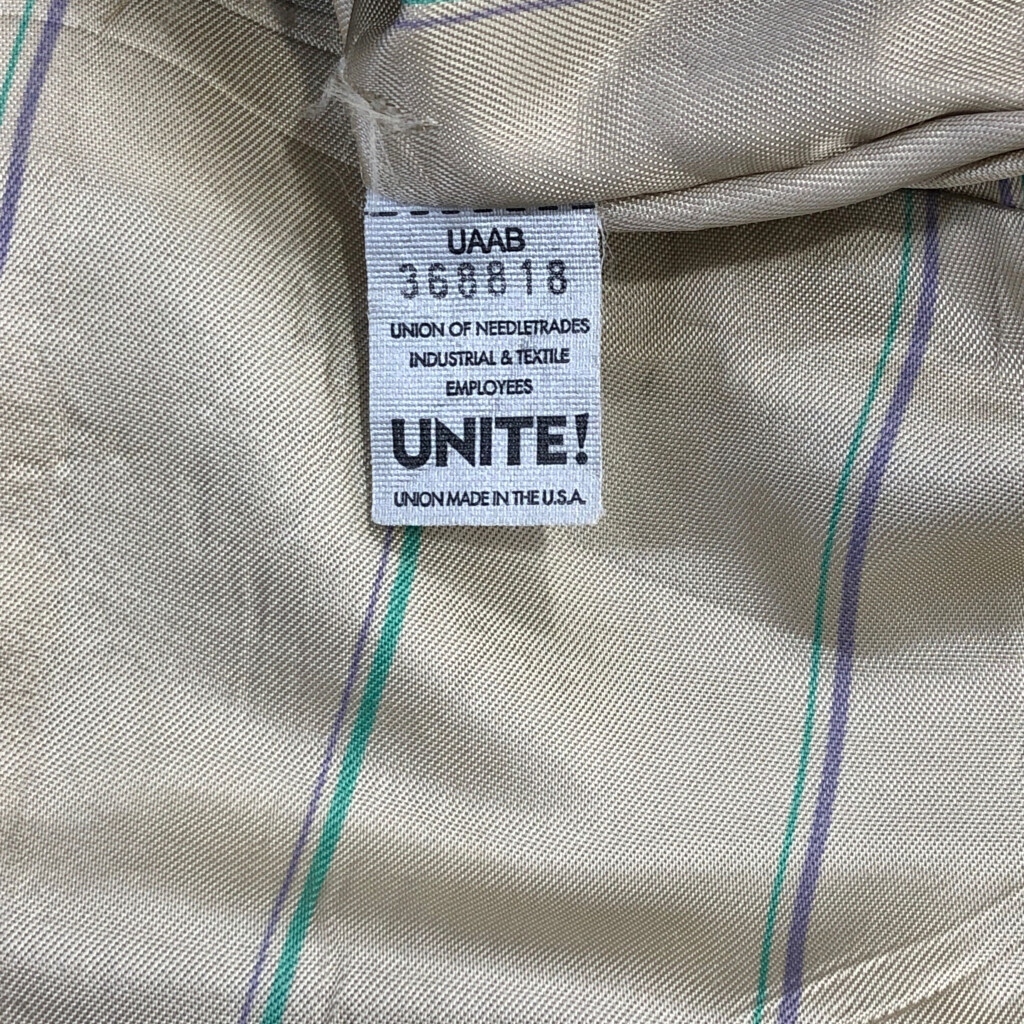 UAAB
368818
UNION OF NEEDLETRADES
INDUSTRIAL & TEXTILE
EMPLOYEES
UNITE!
UNION MADE IN THE U.S.A.